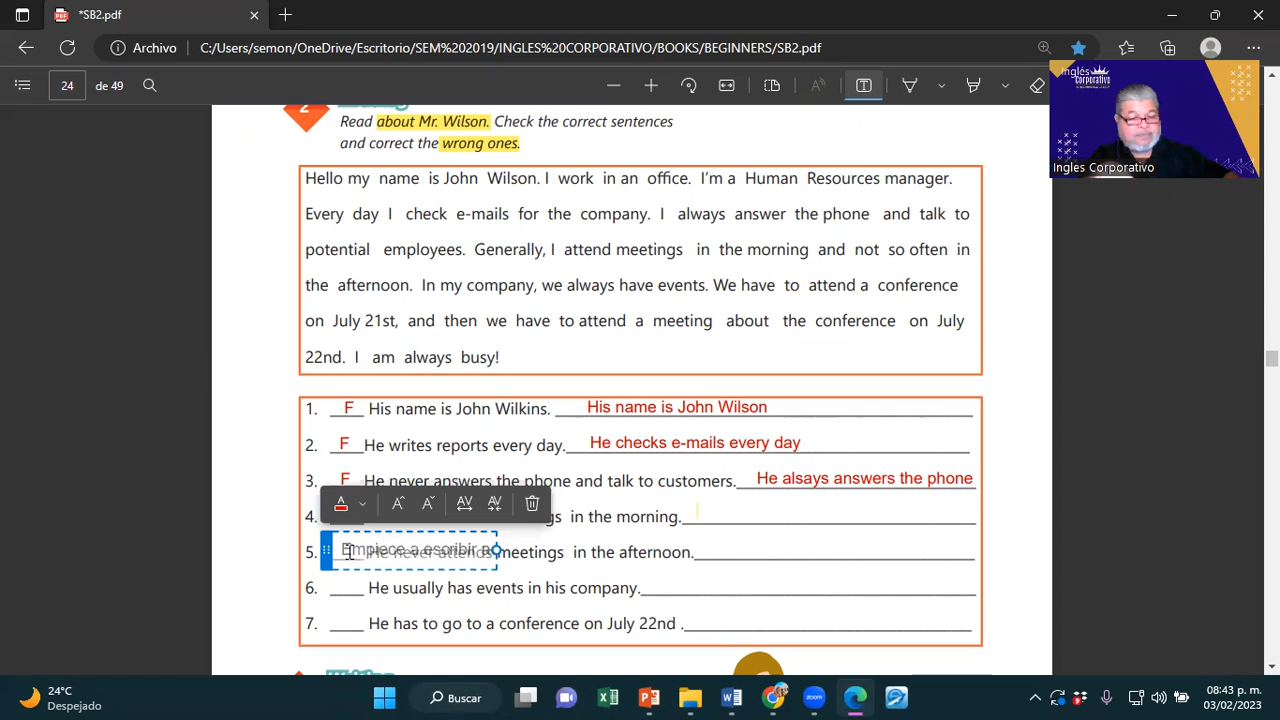 *SB2.pdf
Archivo
C:/Users/semon/OneDrive/Escritorio/SEM%202019/INGLES%20CORPORATIVO/BOOKS/BEGINNERS/SB2.pdf
24 de 49
Inglés
Corporativo
Ingles Corporativo
2
Read about Mr. Wilson. Check the correct sentences
and correct the wrong ones.
Hello my name is John Wilson. I work in an office. I'm a Human Resources manager.
Every day I check e-mails for the company. I always answer the phone and talk to
potential employees. Generally, I attend meetings in the morning and not so often in
the afternoon. In my company, we always have events. We have to attend a conference
on July 21st, and then we have to attend a meeting about the conference on July
22nd. I am always busy!
1. F His name is John Wilkins. His name is John Wilson
2. F He writes reports every day. He checks e-mails every day
3. F He never answers the phone and talk to customers. He alsays answers the phone
4. gs in the morning.
5. He never attends meetings in the afternoon.
Empiece a escribir a
6. He usually has events in his company.
7. He has to go to a conference on July 22nd .
24°C
Despejado
Buscar
08:43 p. m.
03/02/2023